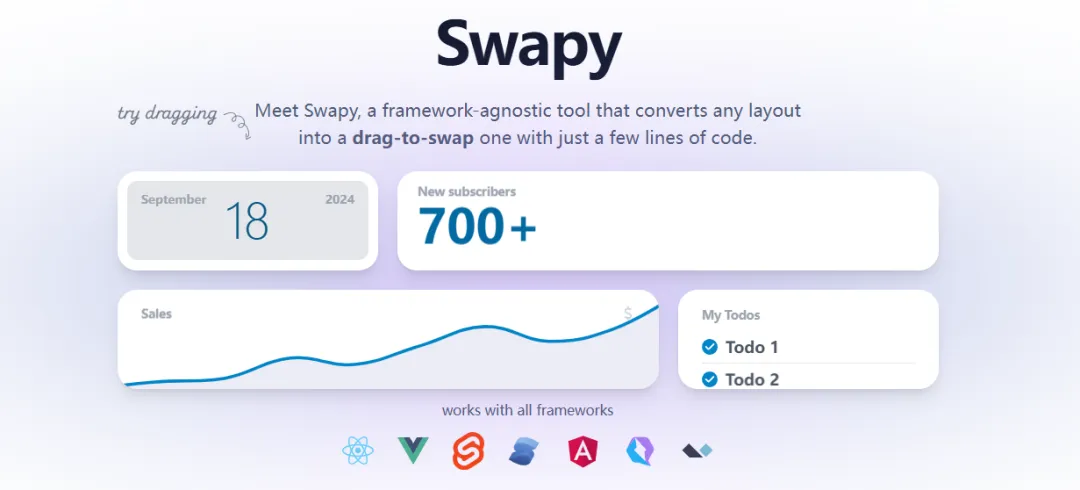 Swapy
try dragging
Meet Swapy, a framework-agnostic tool that converts any layout
into a drag-to-swap one with just a few lines of code.
September
18
2024
New subscribers
700+
Sales
$
My Todos
Todo 1
Todo 2
works with all frameworks